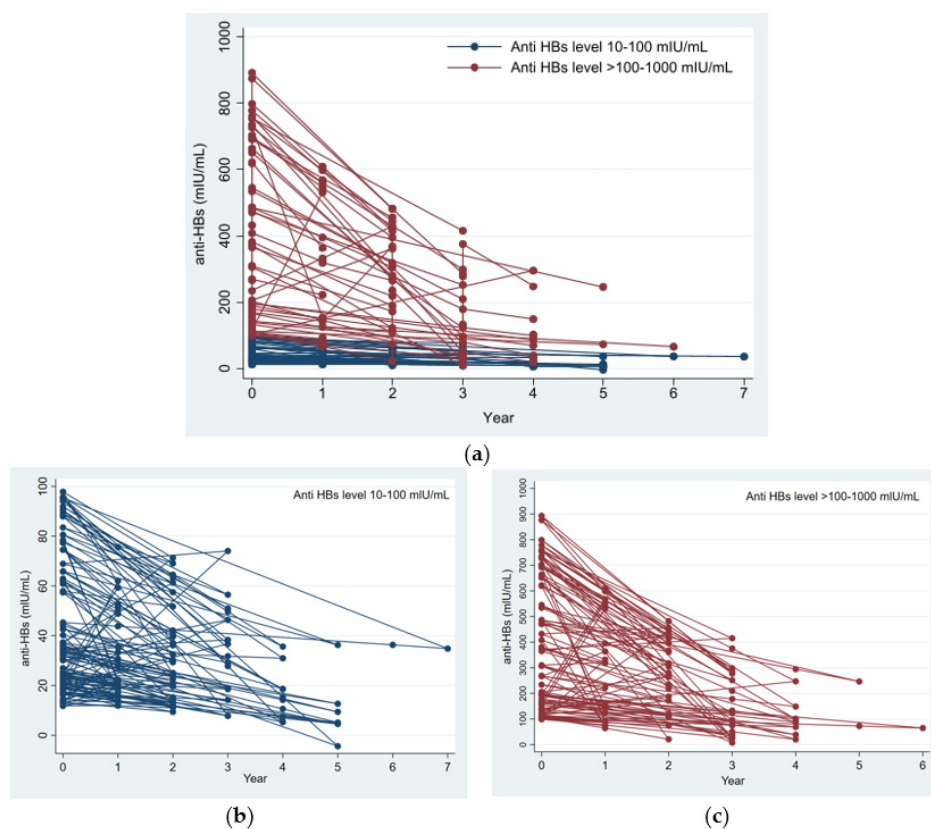 Anti HBs level 10-100 mIU/mL
Anti HBs level >100-1000 mIU/mL
anti-HBs (mIU/mL)
1000
800
600
400
200
0
0 1 2 3 4 5 6 7
Year
(a)
Anti HBs level 10-100 mIU/mL
anti-HBs (mIU/mL)
100
80
60
40
20
0
0 1 2 3 4 5 6 7
Year
(b)
Anti HBs level >100-1000 mIU/mL
anti-HBs (mIU/mL)
1000
900
800
700
600
500
400
300
200
100
0
0 1 2 3 4 5 6
Year
(c)